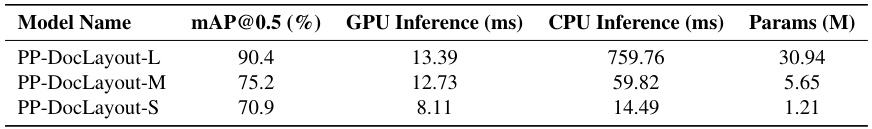 Model Name mAP@0.5 (%) GPU Inference (ms) CPU Inference (ms) Params (M)
PP-DocLayout-L 90.4 13.39 759.76 30.94
PP-DocLayout-M 75.2 12.73 59.82 5.65
PP-DocLayout-S 70.9 8.11 14.49 1.21